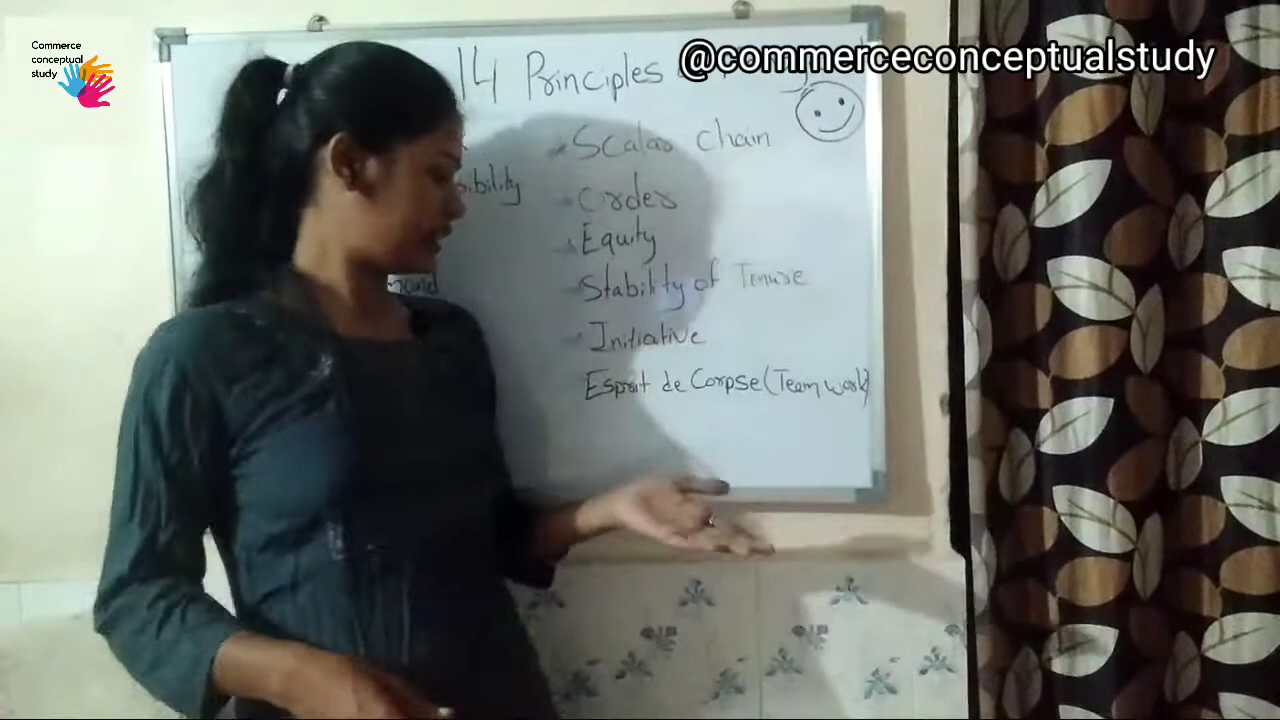 Commerce
conceptual
study
@commerceconceptualstudy
14 Principles
Scalar chain
Order
Equity
Stability of Tenure
Initiative
Esprit de Corpse (Team work)